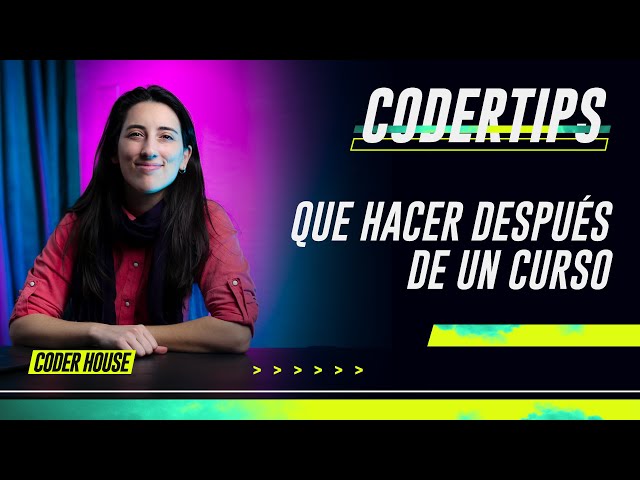 CODERTIPS
QUE HACER DESPUÉS
DE UN CURSO
CODER HOUSE
> > > > > >